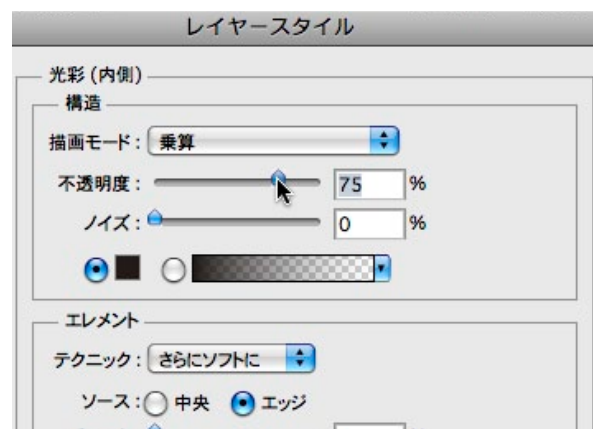 レイヤースタイル
光彩 (内側)
構造
描画モード: 乗算
不透明度: 75 %
ノイズ: 0 %
エレメント
テクニック: さらにソフトに
ソース: 中央 エッジ